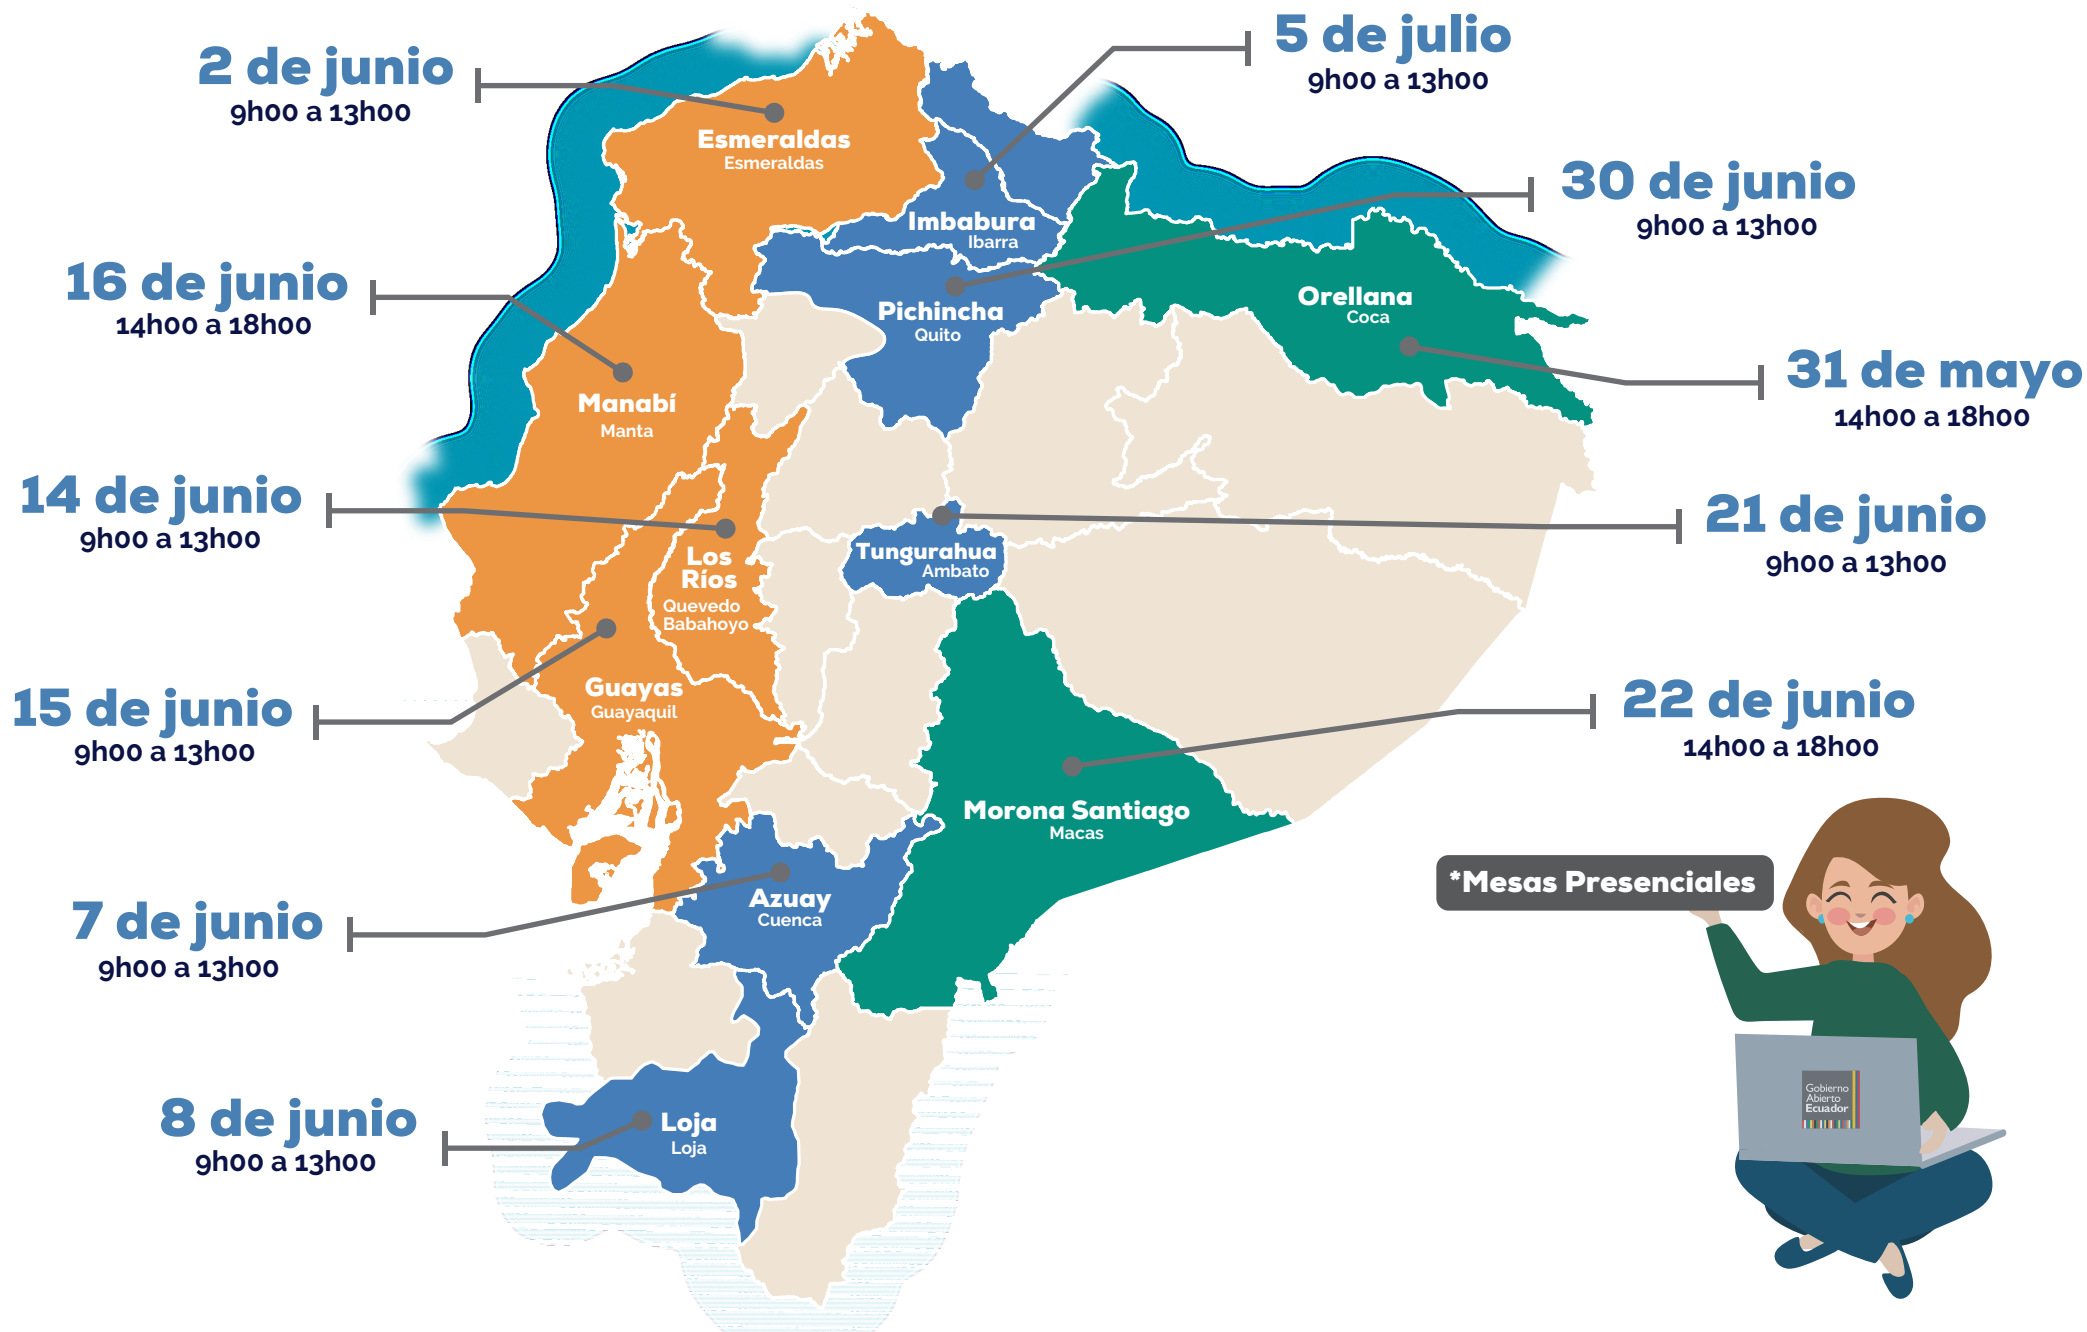 2 de junio
9h00 a 13h00
5 de julio
9h00 a 13h00
Esmeraldas
Esmeraldas
30 de junio
9h00 a 13h00
Imbabura
Ibarra
16 de junio
14h00 a 18h00
Pichincha
Quito
Orellana
Coca
31 de mayo
14h00 a 18h00
Manabí
Manta
14 de junio
9h00 a 13h00
21 de junio
9h00 a 13h00
Los
Ríos
Quevedo
Babahoyo
Tungurahua
Ambato
15 de junio
9h00 a 13h00
Guayas
Guayaquil
22 de junio
14h00 a 18h00
Morona Santiago
Macas
*Mesas Presenciales
7 de junio
9h00 a 13h00
Azuay
Cuenca
8 de junio
9h00 a 13h00
Loja
Loja
Gobierno
Abierto
Ecuador